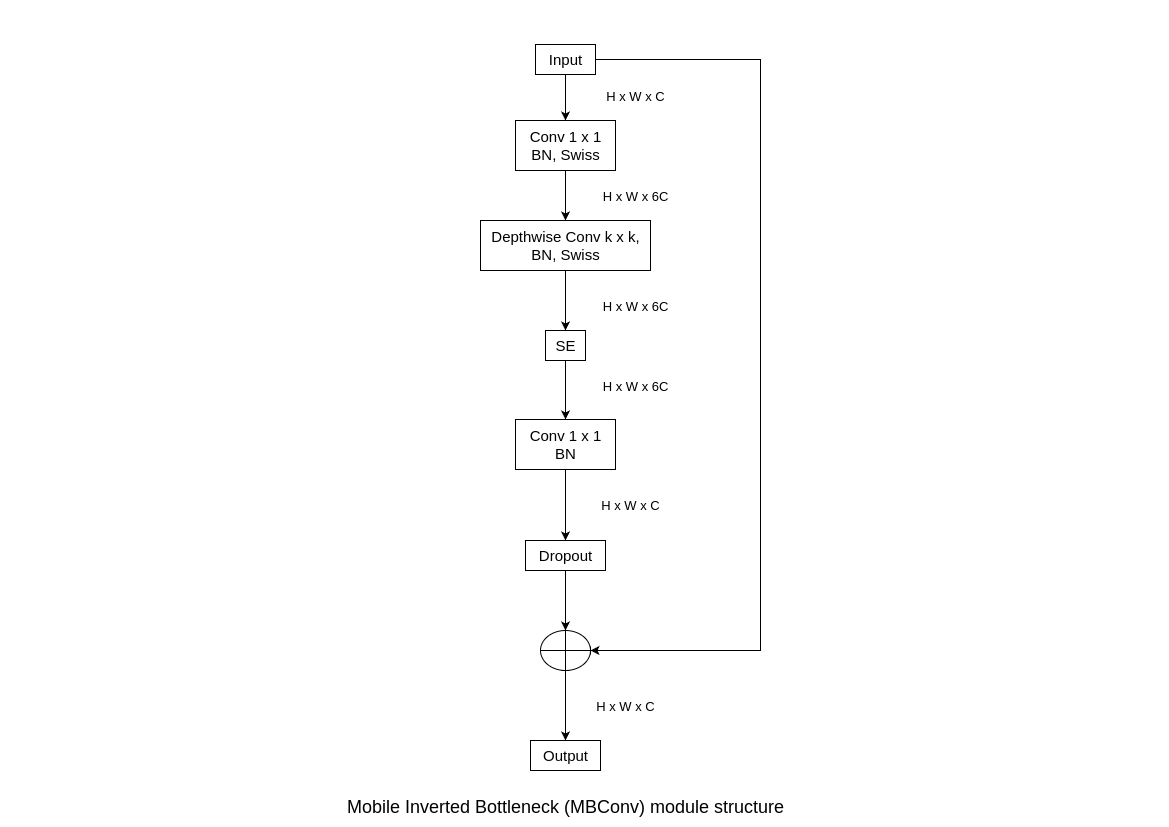 Input
H x W x C
Conv 1 x 1
BN, Swiss
H x W x 6C
Depthwise Conv k x k,
BN, Swiss
H x W x 6C
SE
H x W x 6C
Conv 1 x 1
BN
H x W x C
Dropout
H x W x C
Output
Mobile Inverted Bottleneck (MBConv) module structure